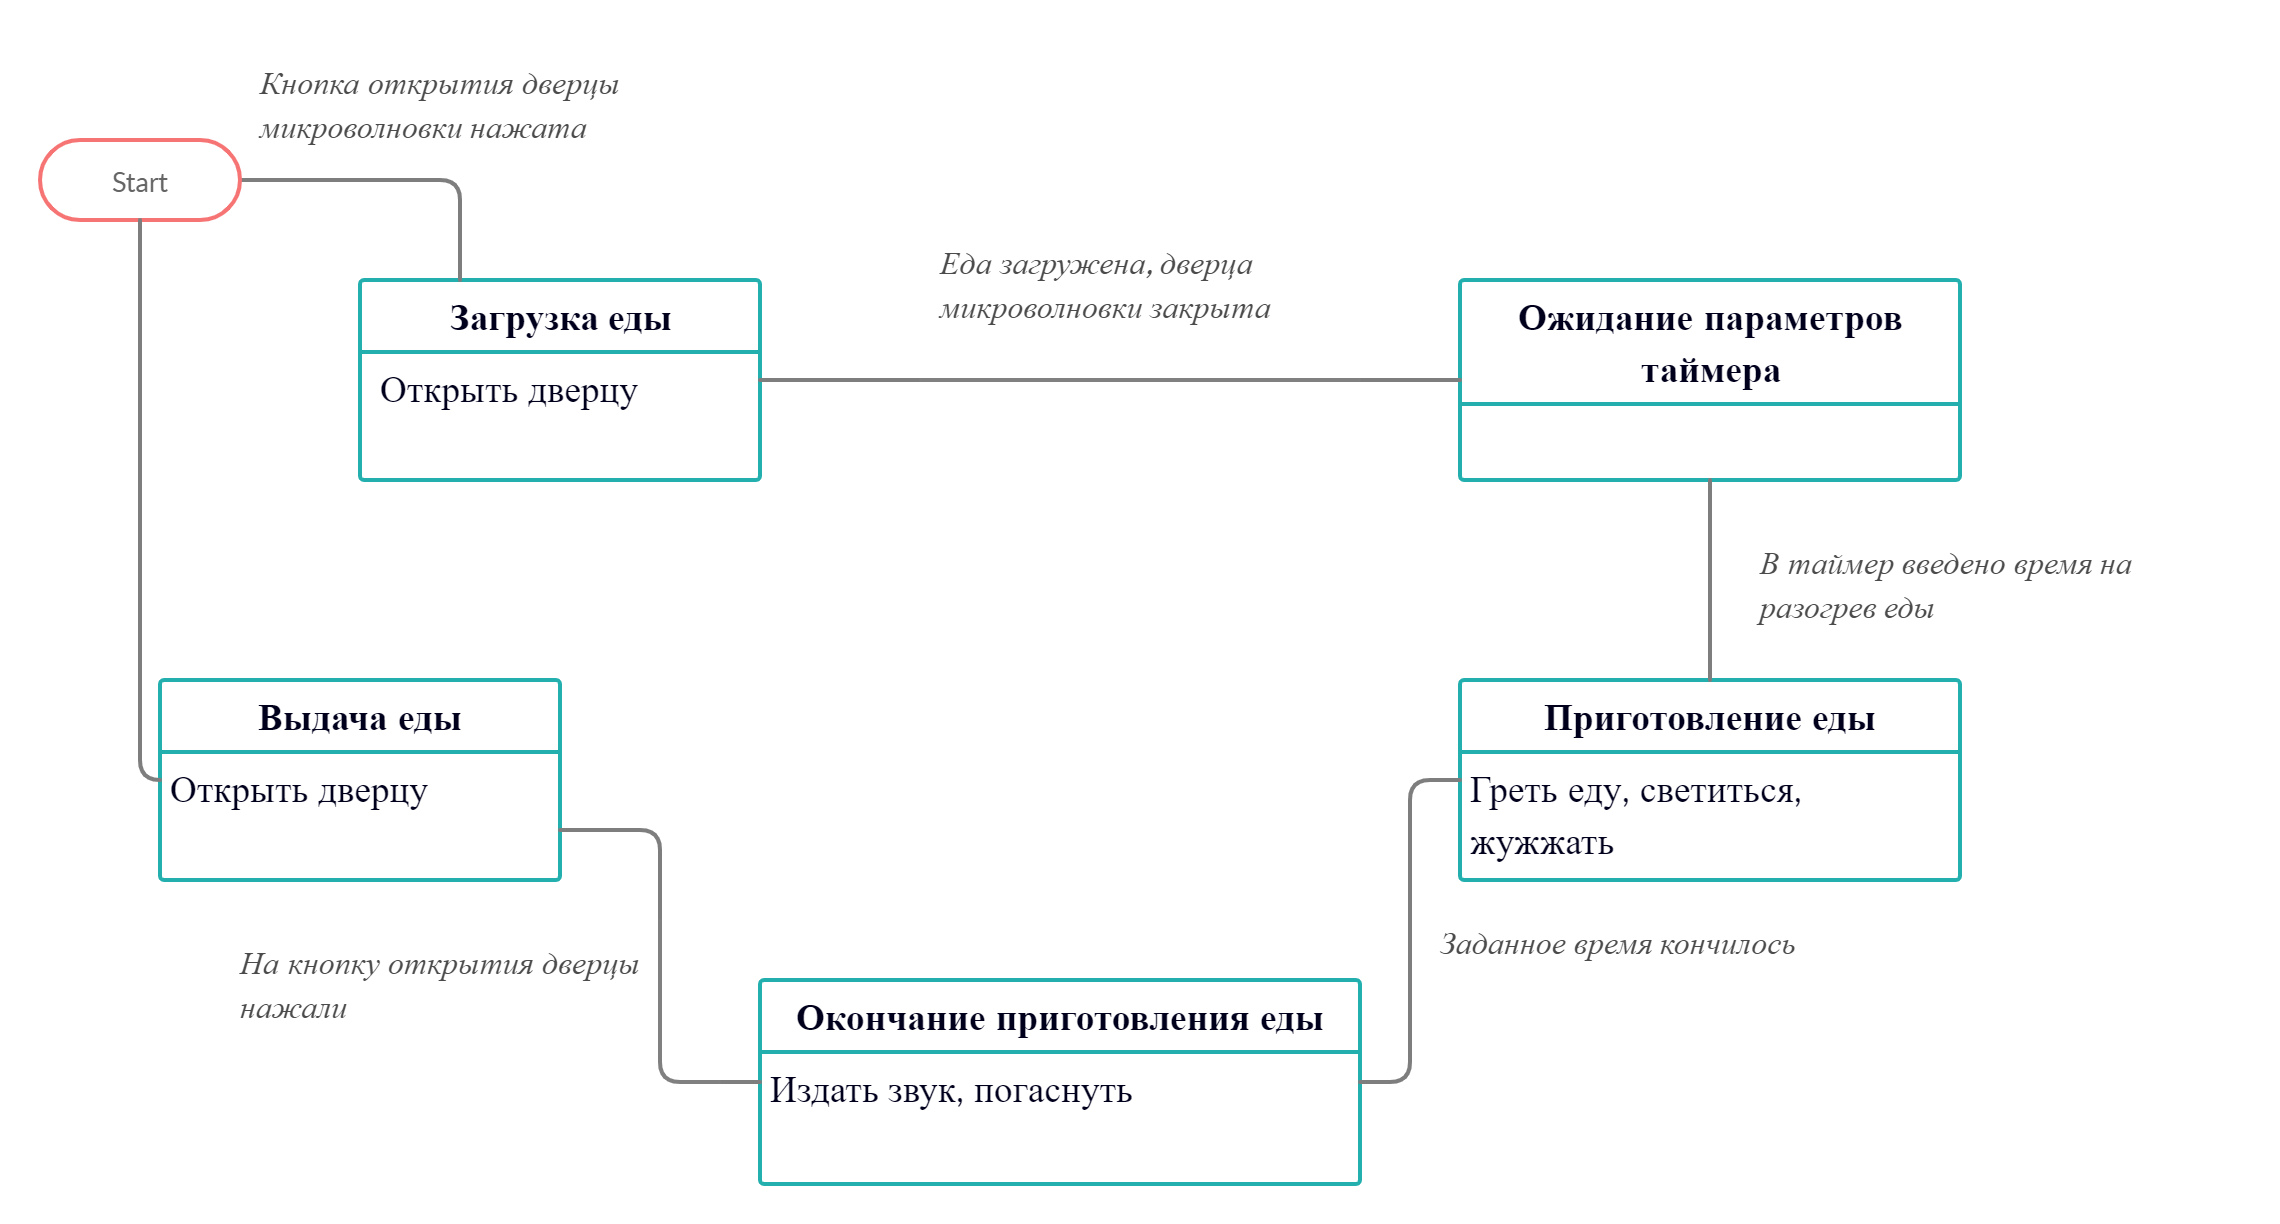 Кнопка открытия дверцы
микроволновки нажата
Start
Еда загружена, дверца
микроволновки закрыта
Загрузка еды
Открыть дверцу
Ожидание параметров
таймера
В таймер введено время на
разогрев еды
Выдача еды
Открыть дверцу
Приготовление еды
Греть еду, светиться,
жужжать
На кнопку открытия дверцы
нажали
Заданное время кончилось
Окончание приготовления еды
Издать звук, погаснуть